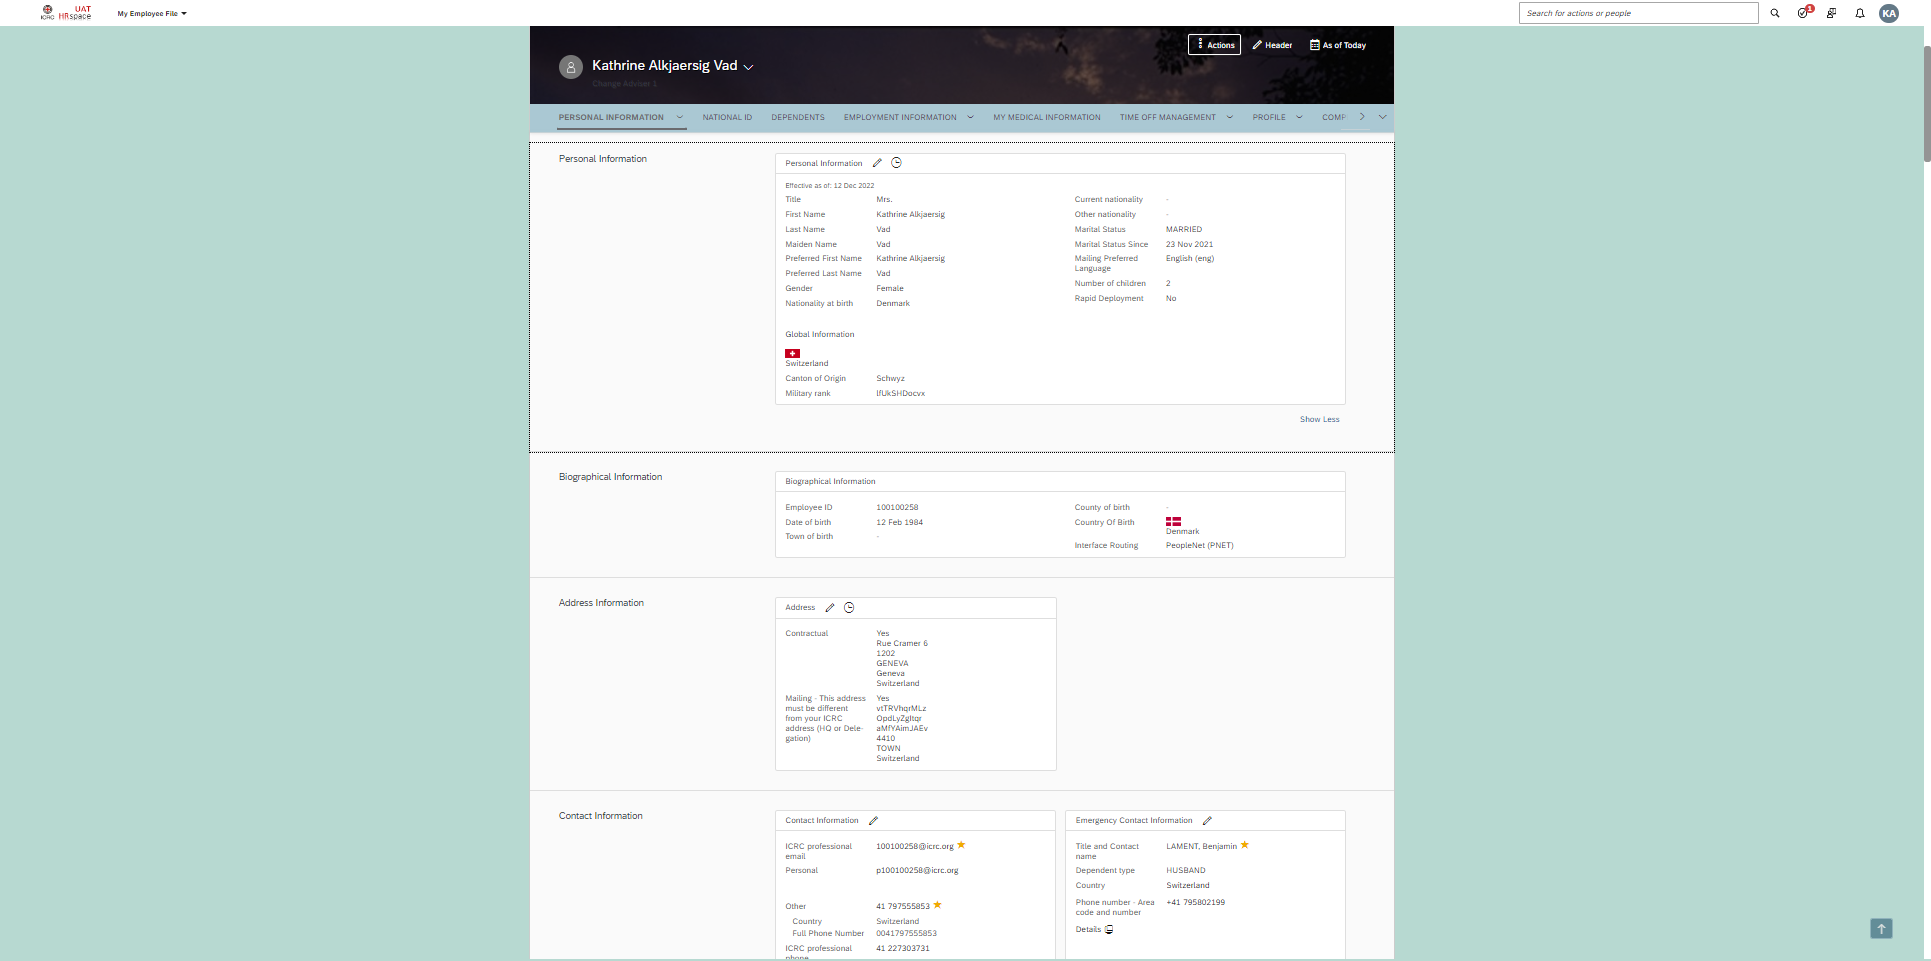 ICRC UAT HRspace
My Employee File
Search for actions or people
1
KA
Actions
Header
As of Today
Kathrine Alkjaersig Vad
Change Adviser 1
PERSONAL INFORMATION
NATIONAL ID
DEPENDENTS
EMPLOYMENT INFORMATION
MY MEDICAL INFORMATION
TIME OFF MANAGEMENT
PROFILE
COMP
Personal Information
Personal Information
Effective as of: 12 Dec 2022
Title Mrs.
First Name Kathrine Alkjaersig
Last Name Vad
Maiden Name Vad
Preferred First Name Kathrine Alkjaersig
Preferred Last Name Vad
Gender Female
Nationality at birth Denmark
Current nationality -
Other nationality -
Marital Status MARRIED
Marital Status Since 23 Nov 2021
Mailing Preferred English (eng)
Language
Number of children 2
Rapid Deployment No
Global Information
Switzerland
Canton of Origin Schwyz
Military rank lfUkSHDocvx
Show Less
Biographical Information
Biographical Information
Employee ID 100100258
Date of birth 12 Feb 1984
Town of birth -
County of birth -
Country Of Birth
Denmark
Interface Routing PeopleNet (PNET)
Address Information
Address
Contractual Yes
Rue Cramer 6
1202
GENEVA
Geneva
Switzerland
Mailing - This address Yes
must be different vtTRVhqrMLz
from your ICRC OpdLyZgItqr
address (HQ or Dele- aMfYAimJAEv
gation) 4410
TOWN
Switzerland
Contact Information
Contact Information
ICRC professional 100100258@icrc.org
email
Personal p100100258@icrc.org
Other 41 797555853
Country Switzerland
Full Phone Number 0041797555853
ICRC professional 41 227303731
phone
Emergency Contact Information
Title and Contact LAMENT, Benjamin
name
Dependent type HUSBAND
Country Switzerland
Phone number - Area +41 795802199
code and number
Details